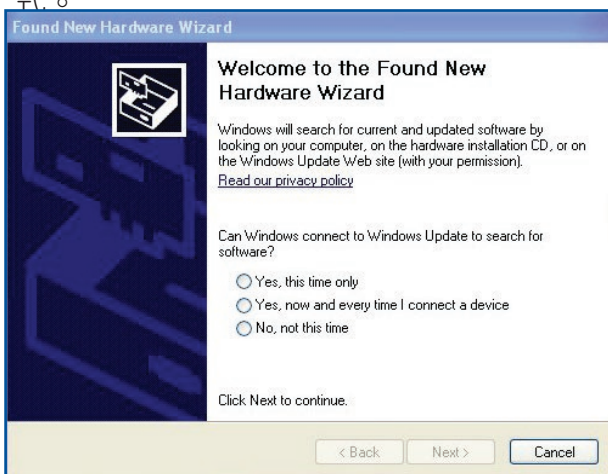 Found New Hardware Wizard
Welcome to the Found New
Hardware Wizard
Windows will search for current and updated software by
looking on your computer, on the hardware installation CD, or on
the Windows Update Web site (with your permission).
Read our privacy policy
Can Windows connect to Windows Update to search for
software?
Yes, this time only
Yes, now and every time I connect a device
No, not this time
Click Next to continue.
< Back Next > Cancel